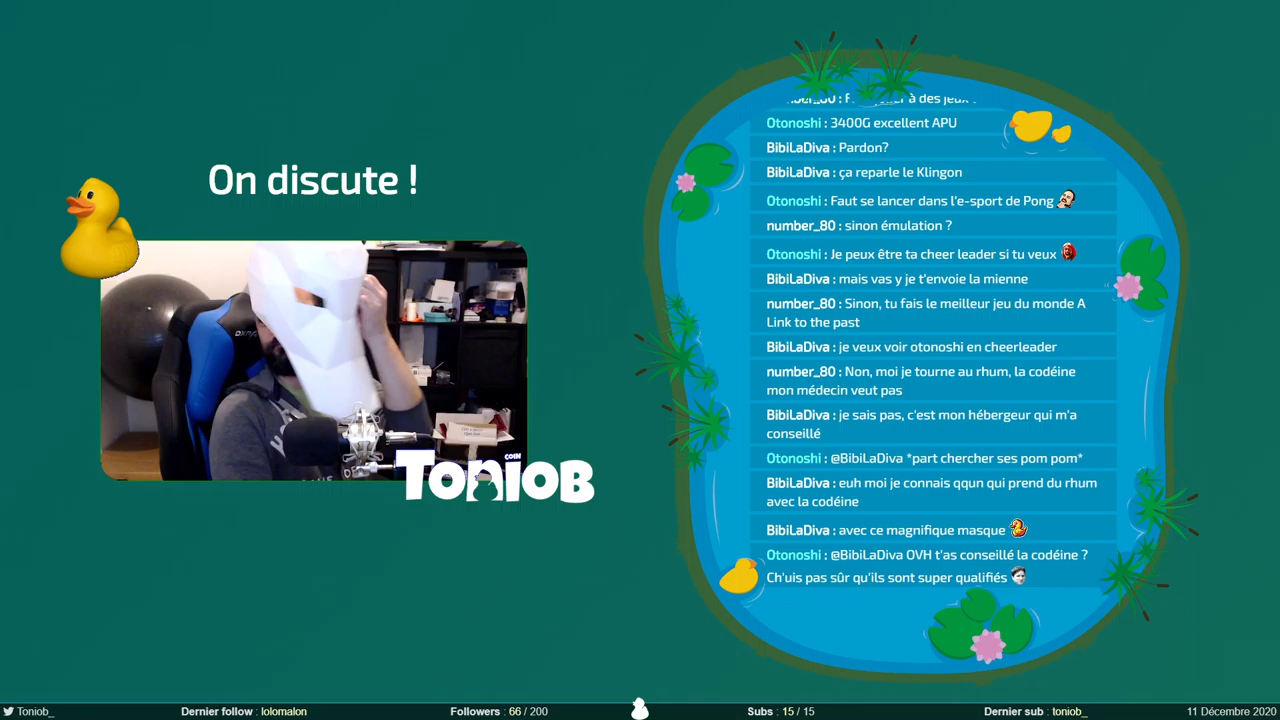 On discute !
COIN
TONIOB
à des jeux
Otonoshi : 3400G excellent APU
BibiLaDiva : Pardon?
BibiLaDiva : ça reparle le Klingon
Otonoshi : Faut se lancer dans l'e-sport de Pong
number_80 : sinon émulation ?
Otonoshi : Je peux être ta cheer leader si tu veux
BibiLaDiva : mais vas y je t'envoie la mienne
number_80 : Sinon, tu fais le meilleur jeu du monde A
Link to the past
BibiLaDiva : je veux voir otonoshi en cheerleader
number_80 : Non, moi je tourne au rhum, la codéine
mon médecin veut pas
BibiLaDiva : je sais pas, c'est mon hébergeur qui m'a
conseillé
Otonoshi : @BibiLaDiva *part chercher ses pom pom*
BibiLaDiva : euh moi je connais qqun qui prend du rhum
avec la codéine
BibiLaDiva : avec ce magnifique masque
Otonoshi : @BibiLaDiva OVH t'as conseillé la codéine ?
Ch'uis pas sûr qu'ils sont super qualifiés
Toniob_ Dernier follow : lolomalon Followers : 66 / 200 Subs : 15 / 15 Dernier sub : toniob_ 11 Décembre 2020